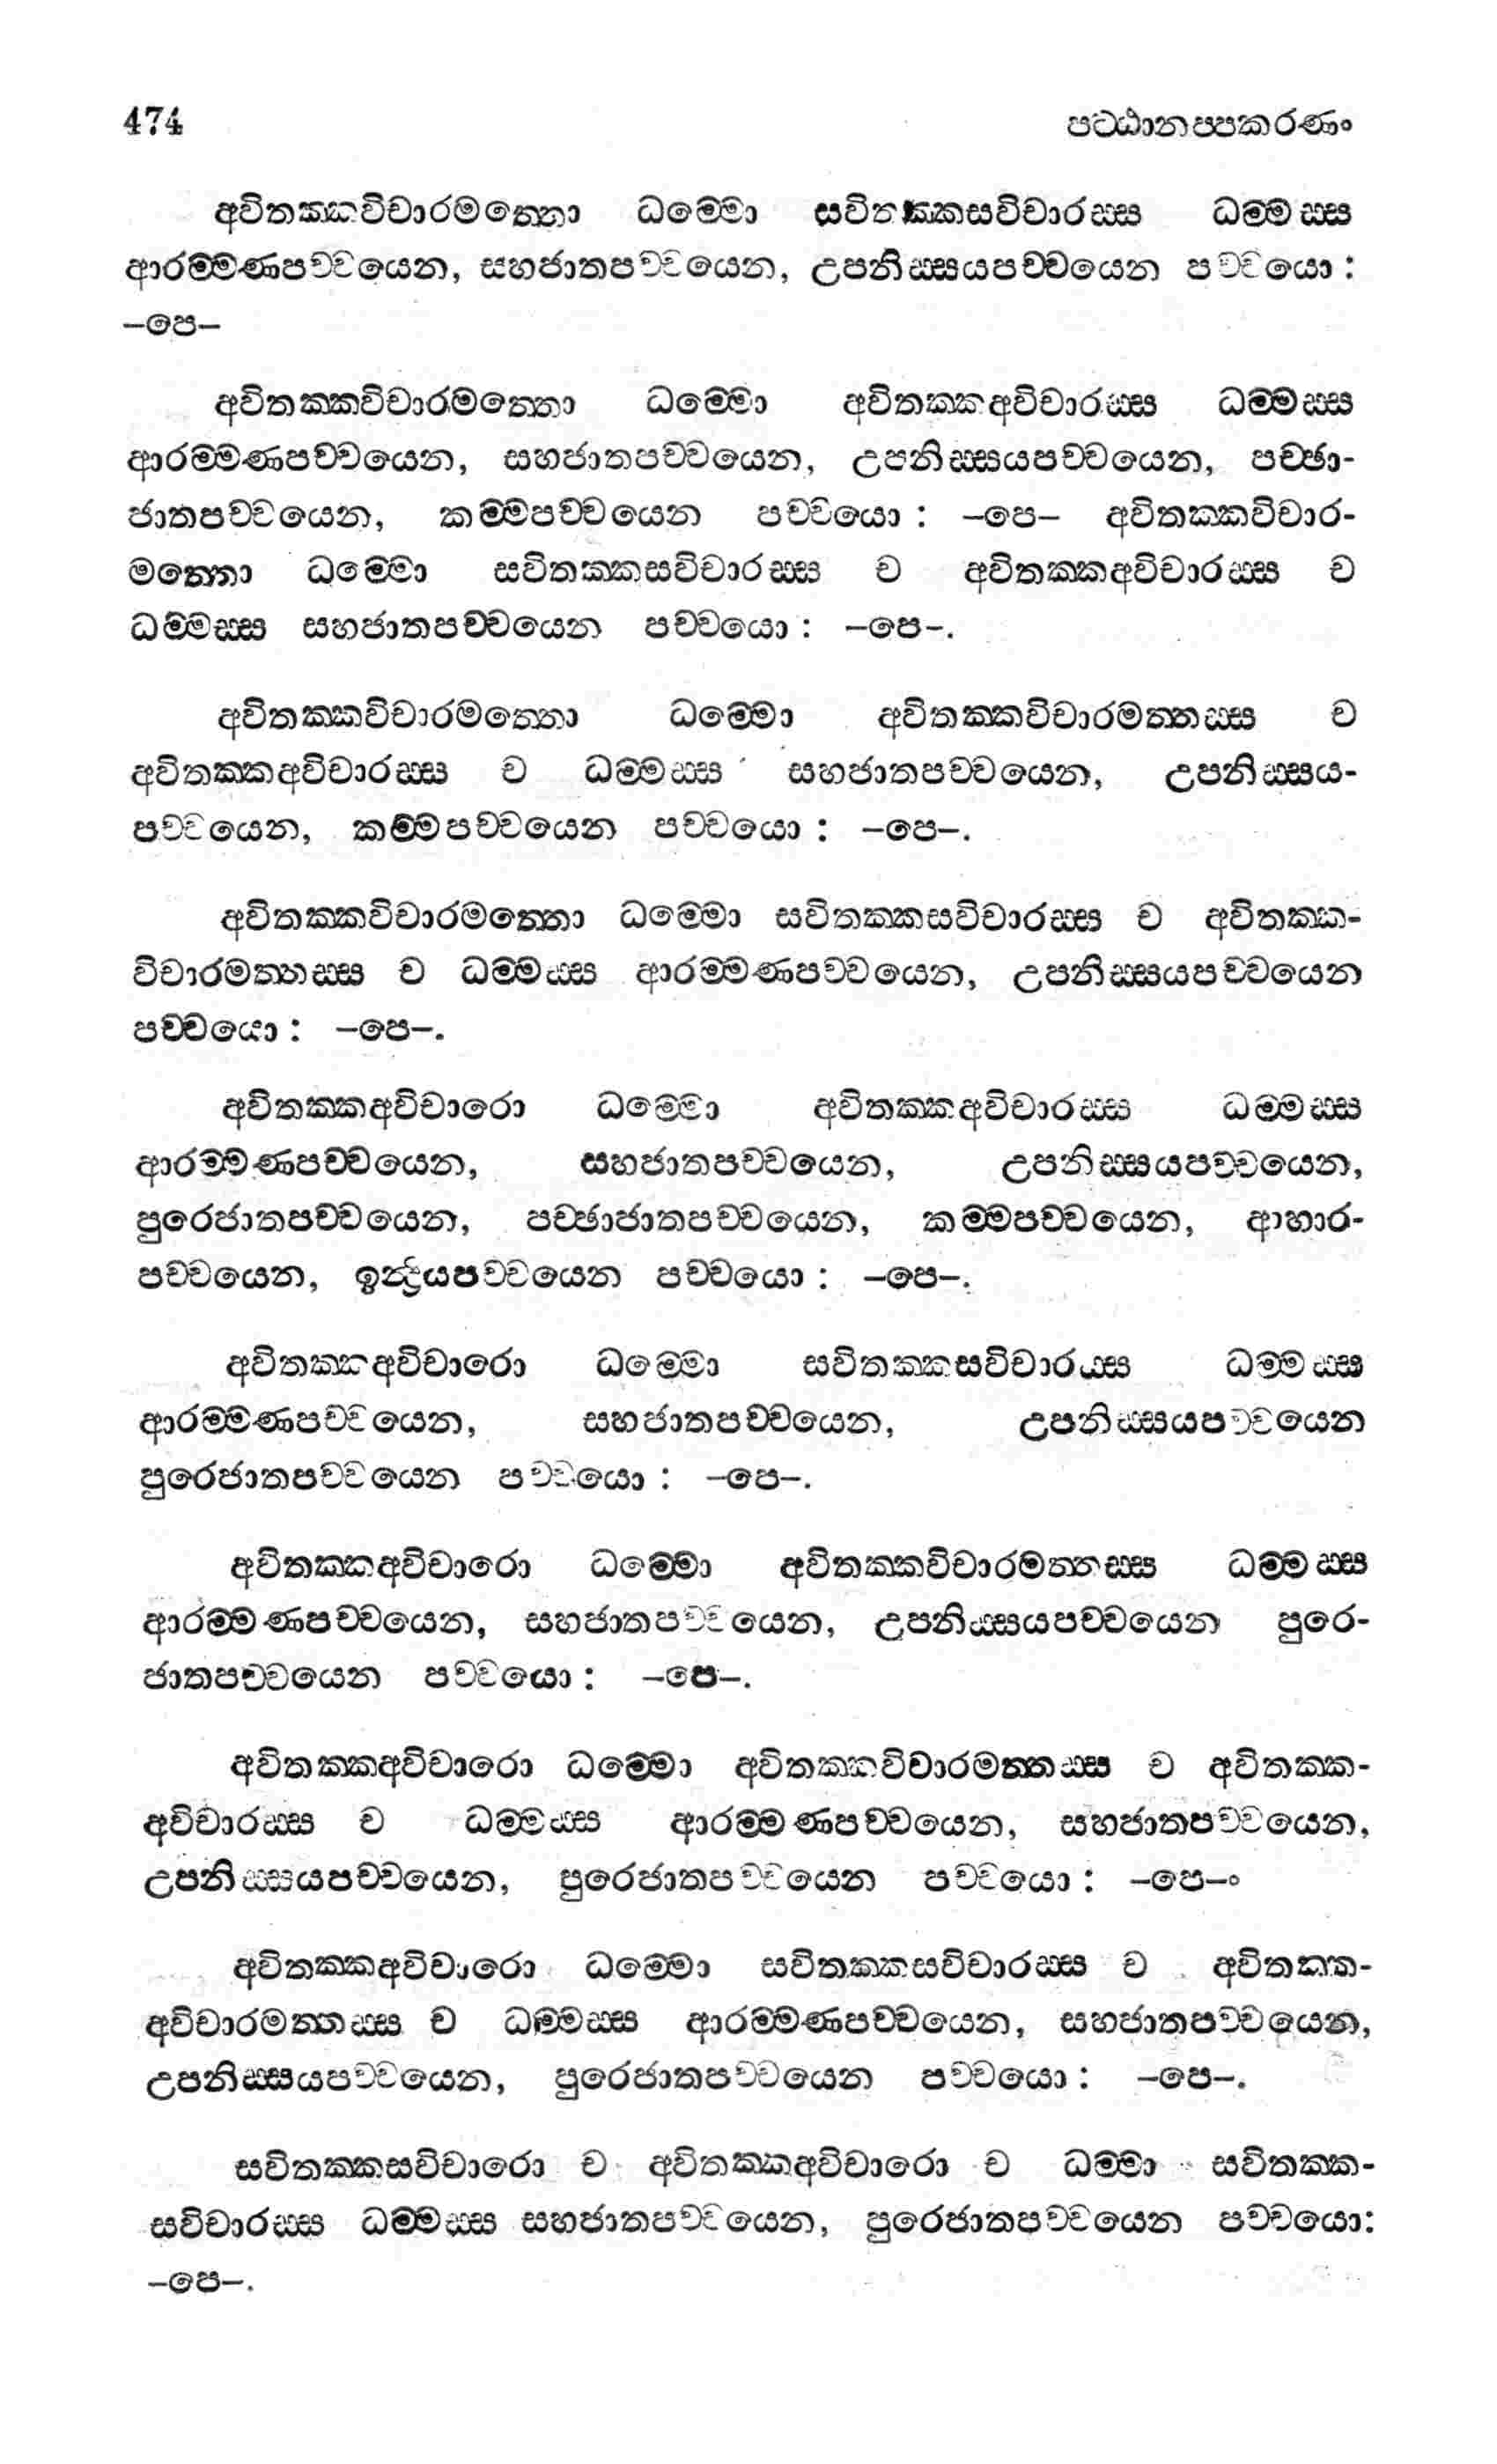 474 පට්ඨානප්පකරණං
අවිතක්කවිචාරමත්තො ධම්මො සවිතක්කසවිචාරස්ස ධම්මස්ස
ආරම්මණපච්චයෙන, සහජාතපච්චයෙන, උපනිස්සයපච්චයෙන පච්චයො :
–පෙ–
අවිතක්කවිචාරමත්තො ධම්මො අවිතක්කඅවිචාරස්ස ධම්මස්ස
ආරම්මණපච්චයෙන, සහජාතපච්චයෙන, උපනිස්සයපච්චයෙන, පච්ඡා-
ජාතපච්චයෙන, කම්මපච්චයෙන පච්චයො : –පෙ– අවිතක්කවිචාර-
මත්තො ධම්මො සවිතක්කසවිචාරස්ස ච අවිතක්කඅවිචාරස්ස ච
ධම්මස්ස සහජාතපච්චයෙන පච්චයො : –පෙ–.
අවිතක්කවිචාරමත්තො ධම්මො අවිතක්කවිචාරමත්තස්ස ච
අවිතක්කඅවිචාරස්ස ච ධම්මස්ස සහජාතපච්චයෙන, උපනිස්සය-
පච්චයෙන, කම්මපච්චයෙන පච්චයො : –පෙ–.
අවිතක්කවිචාරමත්තො ධම්මො සවිතක්කසවිචාරස්ස ච අවිතක්ක-
විචාරමත්තස්ස ච ධම්මස්ස ආරම්මණපච්චයෙන, උපනිස්සයපච්චයෙන
පච්චයො : –පෙ–.
අවිතක්කඅවිචාරො ධම්මො අවිතක්කඅවිචාරස්ස ධම්මස්ස
ආරම්මණපච්චයෙන, සහජාතපච්චයෙන, උපනිස්සයපච්චයෙන,
පුරෙජාතපච්චයෙන, පච්ඡාජාතපච්චයෙන, කම්මපච්චයෙන, ආහාර-
පච්චයෙන, ඉන්ද්‍රියපච්චයෙන පච්චයො : –පෙ–.
අවිතක්කඅවිචාරො ධම්මො සවිතක්කසවිචාරස්ස ධම්මස්ස
ආරම්මණපච්චයෙන, සහජාතපච්චයෙන, උපනිස්සයපච්චයෙන
පුරෙජාතපච්චයෙන පච්චයො : –පෙ–.
අවිතක්කඅවිචාරො ධම්මො අවිතක්කවිචාරමත්තස්ස ධම්මස්ස
ආරම්මණපච්චයෙන, සහජාතපච්චයෙන, උපනිස්සයපච්චයෙන පුරෙ-
ජාතපච්චයෙන පච්චයො : –පෙ–.
අවිතක්කඅවිචාරො ධම්මො අවිතක්කවිචාරමත්තස්ස ච අවිතක්ක-
අවිචාරස්ස ච ධම්මස්ස ආරම්මණපච්චයෙන, සහජාතපච්චයෙන,
උපනිස්සයපච්චයෙන, පුරෙජාතපච්චයෙන පච්චයො : –පෙ–.
අවිතක්කඅවිචාරො ධම්මො සවිතක්කසවිචාරස්ස ච අවිතක්ක-
අවිචාරමත්තස්ස ච ධම්මස්ස ආරම්මණපච්චයෙන, සහජාතපච්චයෙන,
උපනිස්සයපච්චයෙන, පුරෙජාතපච්චයෙන පච්චයො : –පෙ–.
සවිතක්කසවිචාරො ච අවිතක්කඅවිචාරො ච ධම්මා සවිතක්ක-
සවිචාරස්ස ධම්මස්ස සහජාතපච්චයෙන, පුරෙජාතපච්චයෙන පච්චයො:
–පෙ–.